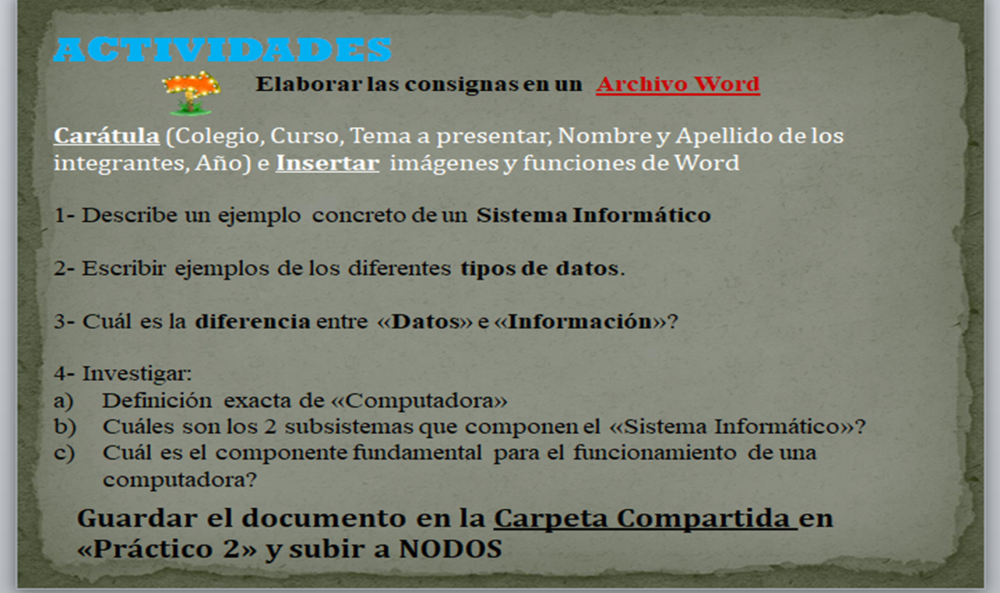 ACTIVIDADES
Elaborar las consignas en un Archivo Word
Carátula (Colegio, Curso, Tema a presentar, Nombre y Apellido de los
integrantes, Año) e Insertar imágenes y funciones de Word
1- Describe un ejemplo concreto de un Sistema Informático
2- Escribir ejemplos de los diferentes tipos de datos.
3- Cuál es la diferencia entre «Datos» e «Información»?
4- Investigar:
a) Definición exacta de «Computadora»
b) Cuáles son los 2 subsistemas que componen el «Sistema Informático»?
c) Cuál es el componente fundamental para el funcionamiento de una
computadora?
Guardar el documento en la Carpeta Compartida en
«Práctico 2» y subir a NODOS